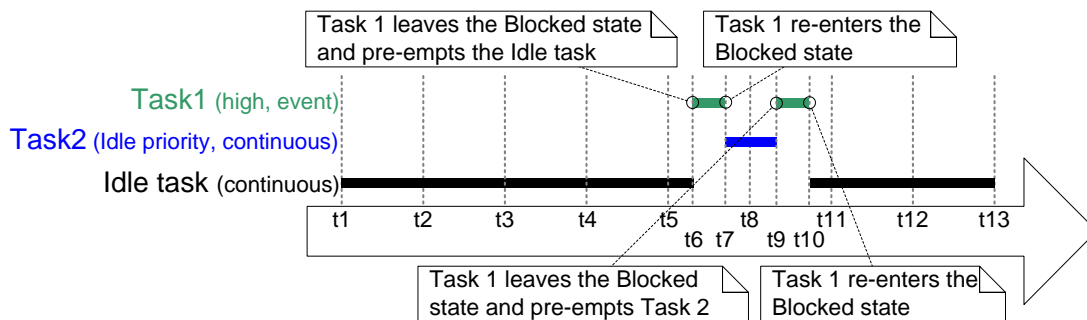 Task 1 leaves the Blocked state
and pre-empts the Idle task
Task 1 re-enters the
Blocked state
Task1 (high, event)
Task2 (Idle priority, continuous)
Idle task (continuous)
t1 t2 t3 t4 t5 t8 t11 t12 t13
t6 t7 t9 t10
Task 1 leaves the Blocked
state and pre-empts Task 2
Task 1 re-enters the
Blocked state